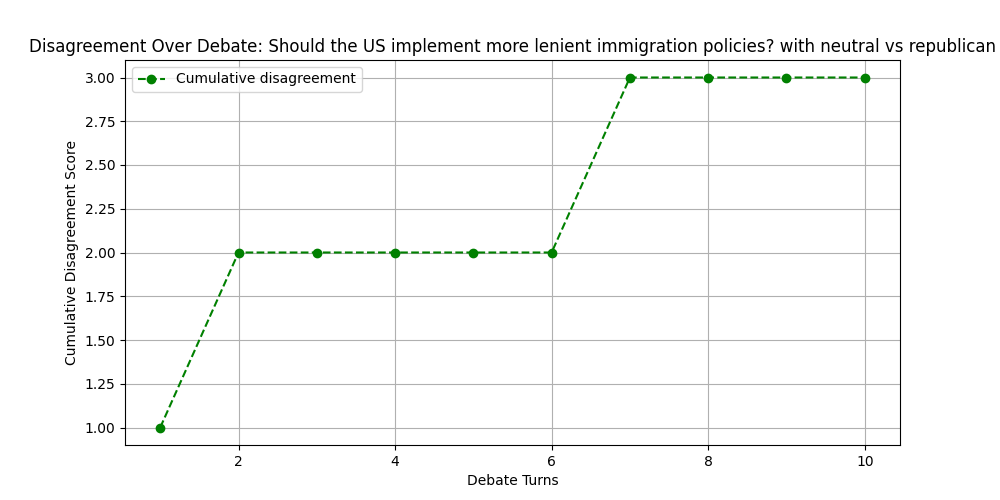 Disagreement Over Debate: Should the US implement more lenient immigration policies? with neutral vs republican
Cumulative disagreement
Cumulative Disagreement Score
3.00
2.75
2.50
2.25
2.00
1.75
1.50
1.25
1.00
2 4 6 8 10
Debate Turns